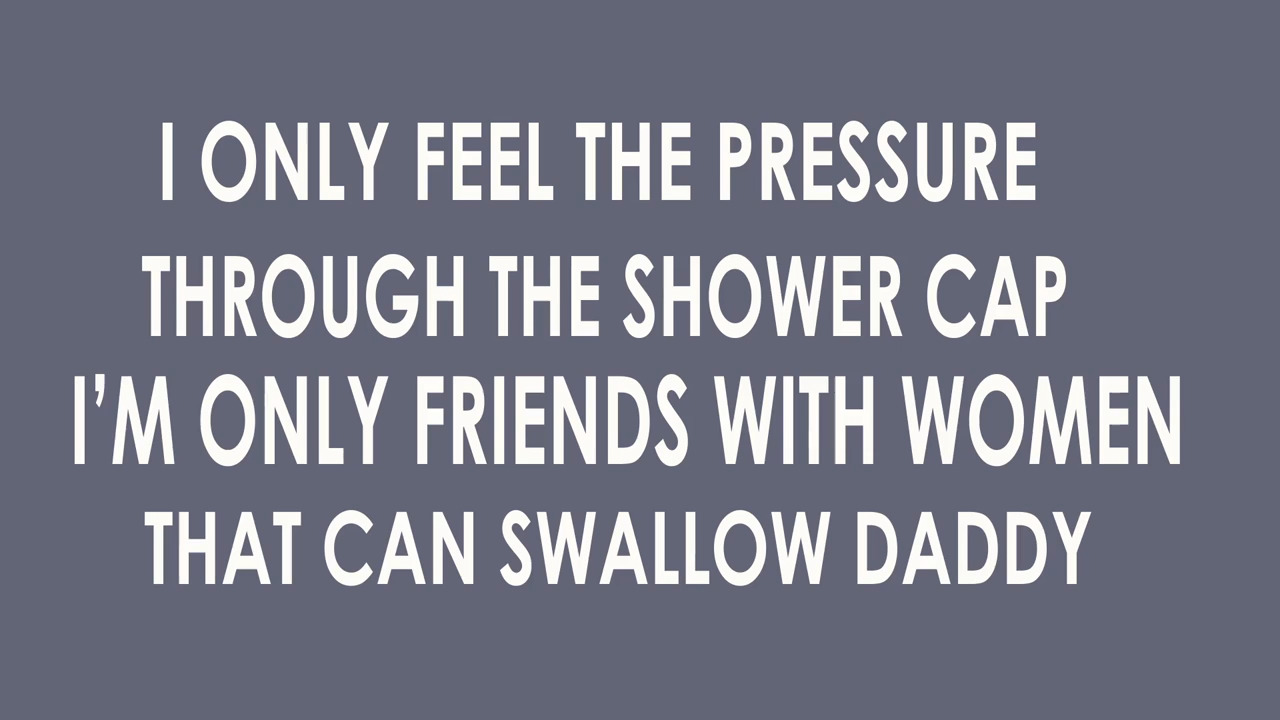 I ONLY FEEL THE PRESSURE
THROUGH THE SHOWER CAP
I’M ONLY FRIENDS WITH WOMEN
THAT CAN SWALLOW DADDY